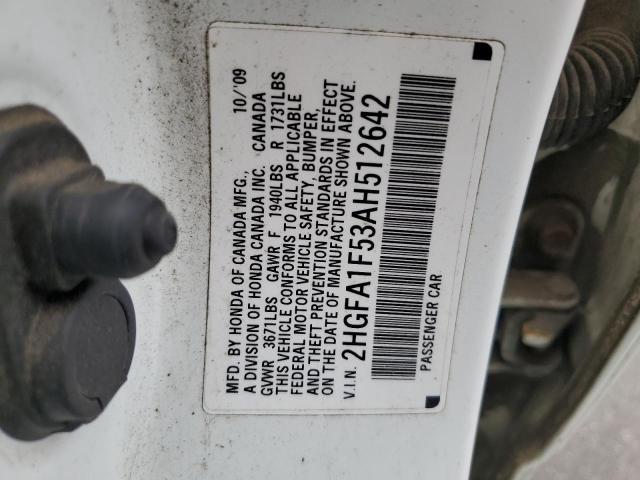 MFD. BY HONDA OF CANADA MFG., 10/'09
A DIVISION OF HONDA CANADA INC. CANADA
GVWR 3671LBS GAWR F 1940LBS R 1731LBS
THIS VEHICLE CONFORMS TO ALL APPLICABLE
FEDERAL MOTOR VEHICLE SAFETY, BUMPER,
AND THEFT PREVENTION STANDARDS IN EFFECT
ON THE DATE OF MANUFACTURE SHOWN ABOVE.
V.I.N. 2HGFA1F53AH512642
PASSENGER CAR